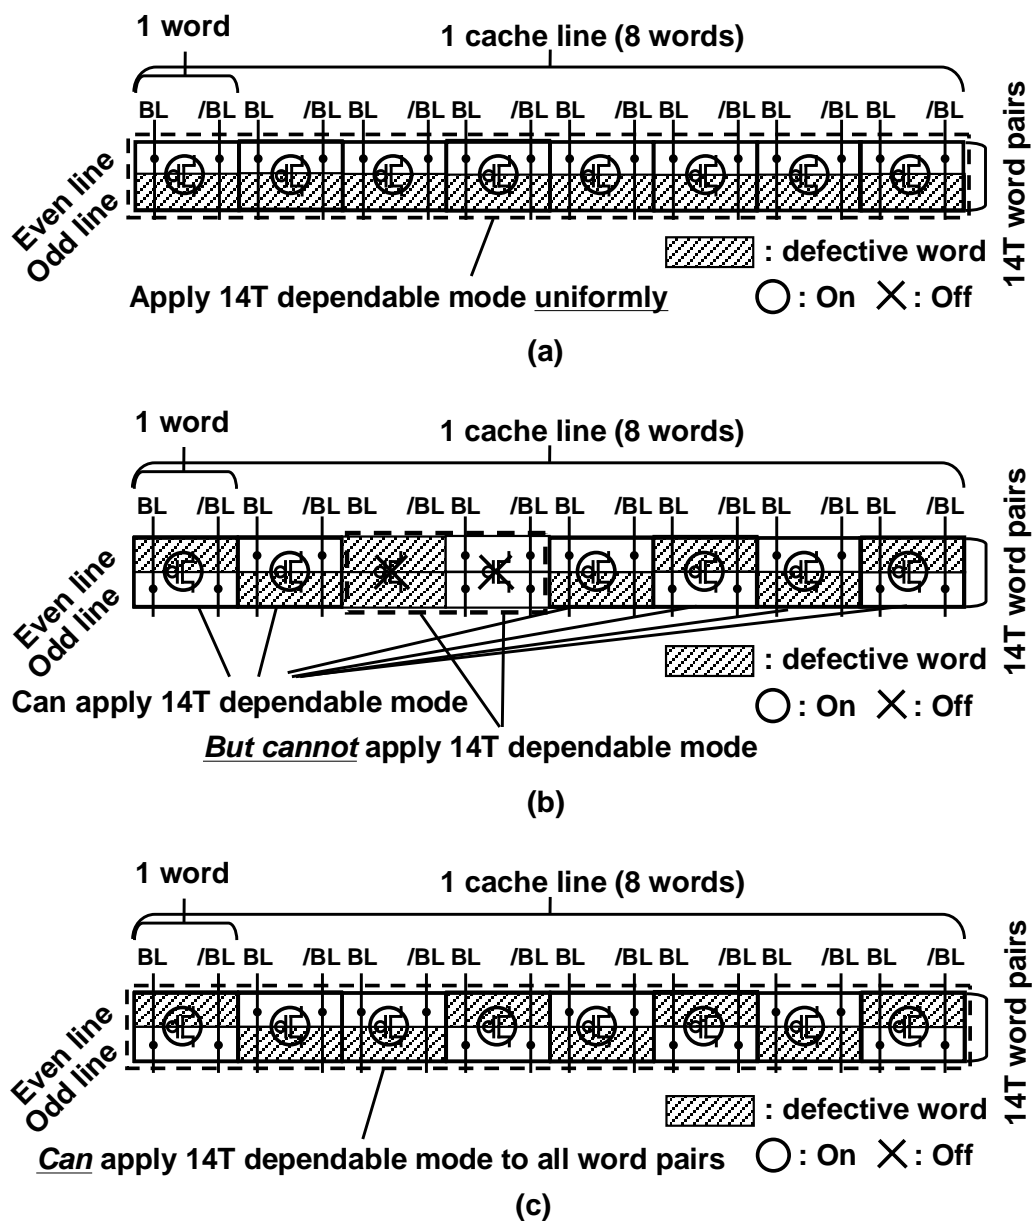 1 word
1 cache line (8 words)
BL /BL BL /BL BL /BL BL /BL BL /BL BL /BL BL /BL BL /BL
Even line
Odd line
14T word pairs
: defective word
Apply 14T dependable mode uniformly
: On : Off
(a)
1 word
1 cache line (8 words)
BL /BL BL /BL BL /BL BL /BL BL /BL BL /BL BL /BL BL /BL
Even line
Odd line
14T word pairs
: defective word
Can apply 14T dependable mode
: On : Off
But cannot apply 14T dependable mode
(b)
1 word
1 cache line (8 words)
BL /BL BL /BL BL /BL BL /BL BL /BL BL /BL BL /BL BL /BL
Even line
Odd line
14T word pairs
: defective word
Can apply 14T dependable mode to all word pairs
: On : Off
(c)